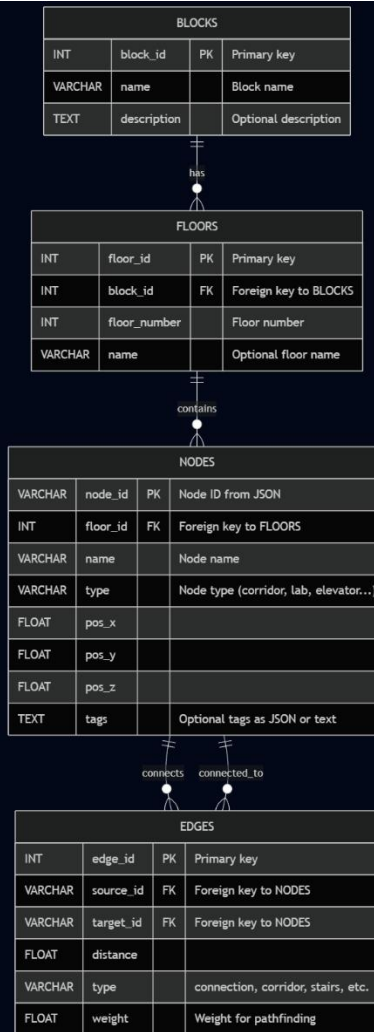 BLOCKS
INT block_id PK Primary key
VARCHAR name Block name
TEXT description Optional description
has
FLOORS
INT floor_id PK Primary key
INT block_id FK Foreign key to BLOCKS
INT floor_number Floor number
VARCHAR name Optional floor name
contains
NODES
VARCHAR node_id PK Node ID from JSON
INT floor_id FK Foreign key to FLOORS
VARCHAR name Node name
VARCHAR type Node type (corridor, lab, elevator...)
FLOAT pos_x
FLOAT pos_y
FLOAT pos_z
TEXT tags Optional tags as JSON or text
connects connected_to
EDGES
INT edge_id PK Primary key
VARCHAR source_id FK Foreign key to NODES
VARCHAR target_id FK Foreign key to NODES
FLOAT distance
VARCHAR type connection, corridor, stairs, etc.
FLOAT weight Weight for pathfinding